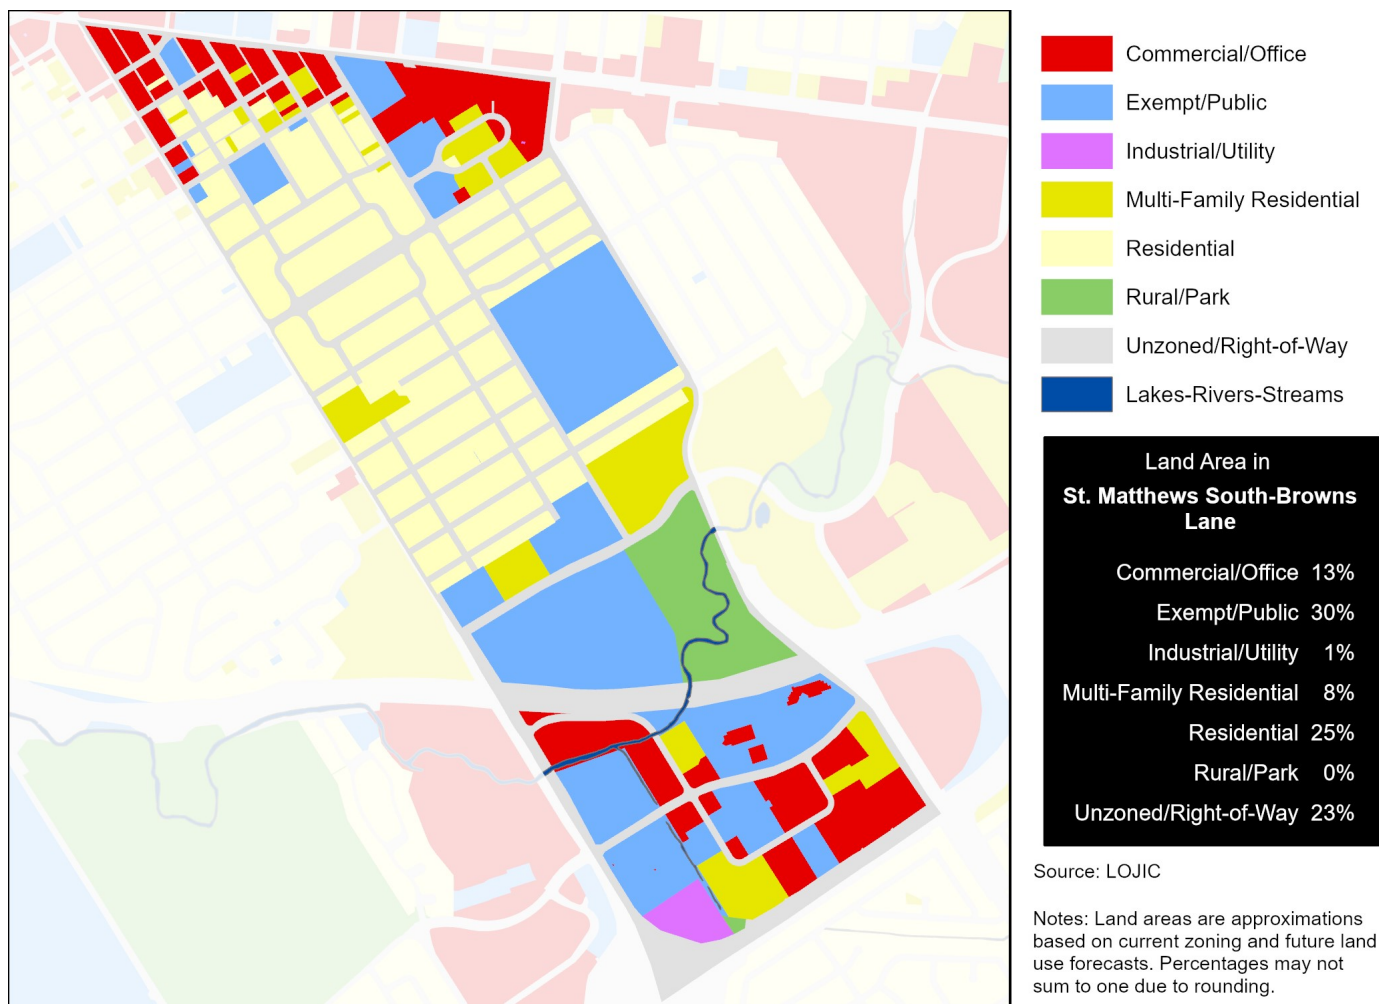 Commercial/Office
Exempt/Public
Industrial/Utility
Multi-Family Residential
Residential
Rural/Park
Unzoned/Right-of-Way
Lakes-Rivers-Streams
Land Area in
St. Matthews South-Browns
Lane
Commercial/Office 13%
Exempt/Public 30%
Industrial/Utility 1%
Multi-Family Residential 8%
Residential 25%
Rural/Park 0%
Unzoned/Right-of-Way 23%
Source: LOJIC
Notes: Land areas are approximations
based on current zoning and future land
use forecasts. Percentages may not
sum to one due to rounding.